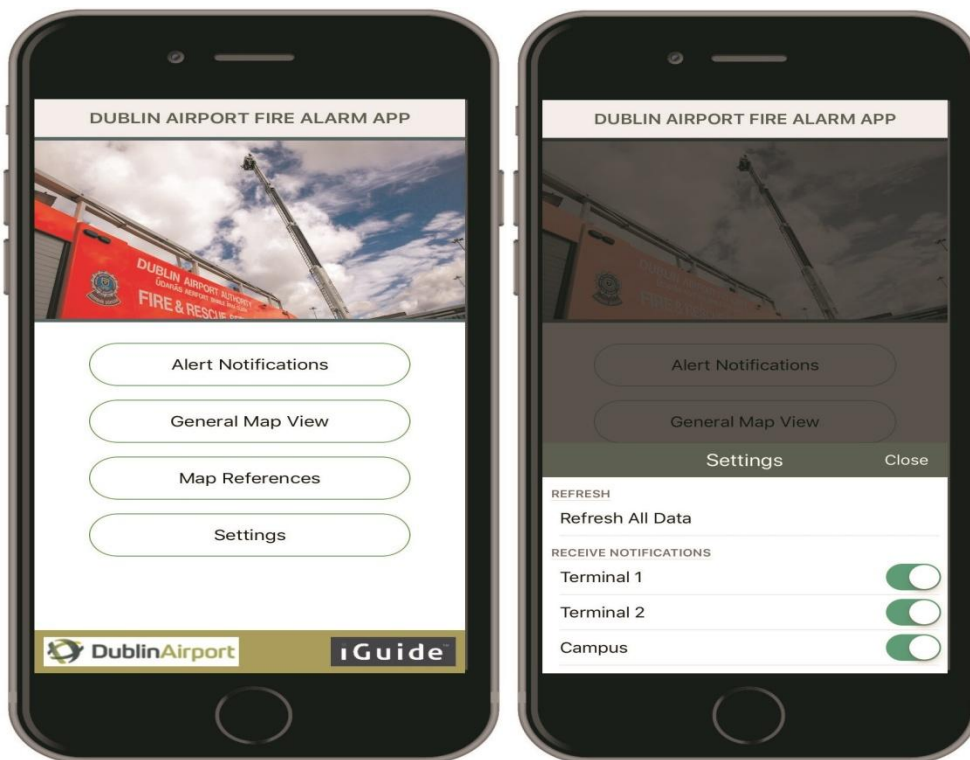 DUBLIN AIRPORT FIRE ALARM APP
DUBLIN AIRPORT AUTHORITY
FIRE & RESCUE
Alert Notifications
General Map View
Map References
Settings
DublinAirport
iGuide
DUBLIN AIRPORT FIRE ALARM APP
Alert Notifications
General Map View
Settings
Close
REFRESH
Refresh All Data
RECEIVE NOTIFICATIONS
Terminal 1
Terminal 2
Campus